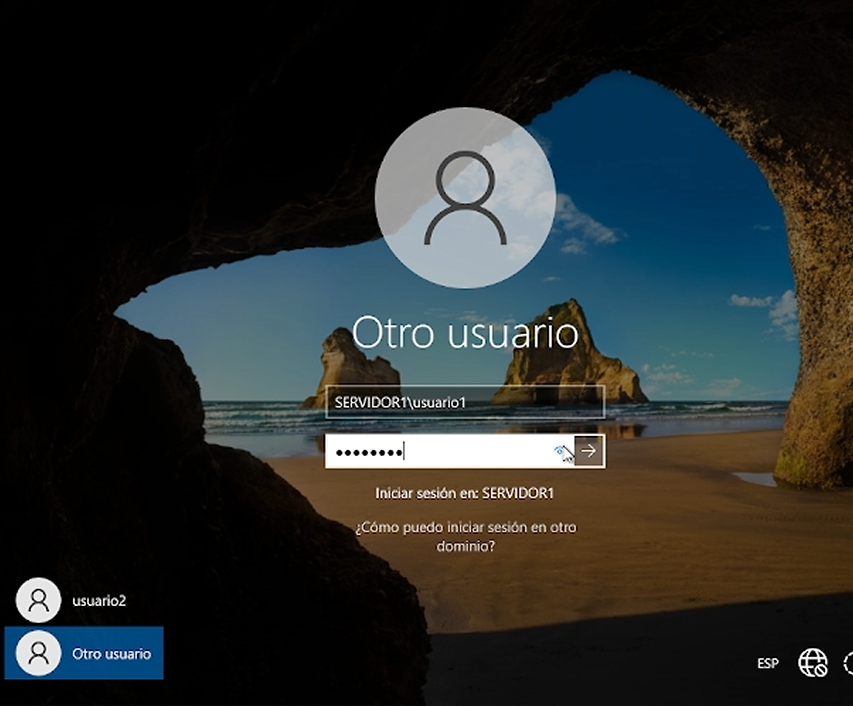 Otro usuario
SERVIDOR1\usuario1
••••••••
Iniciar sesión en: SERVIDOR1
¿Cómo puedo iniciar sesión en otro
dominio?
usuario2
Otro usuario
ESP